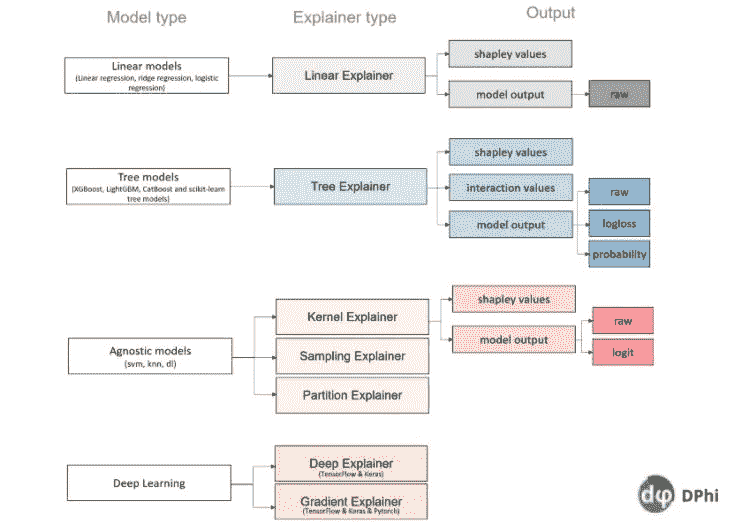 Model type
Explainer type
Output
Linear models
(Linear regression, ridge regression, logistic
regression)
Linear Explainer
shapley values
model output
raw
Tree models
(XGBoost, LightGBM, CatBoost and scikit-learn
tree models)
Tree Explainer
shapley values
interaction values
model output
raw
logloss
probability
Agnostic models
(svm, knn, dl)
Kernel Explainer
Sampling Explainer
Partition Explainer
shapley values
model output
raw
logit
Deep Learning
Deep Explainer
(TensorFlow & Keras)
Gradient Explainer
(TensorFlow & Keras & Pytorch)
dφ DPhi